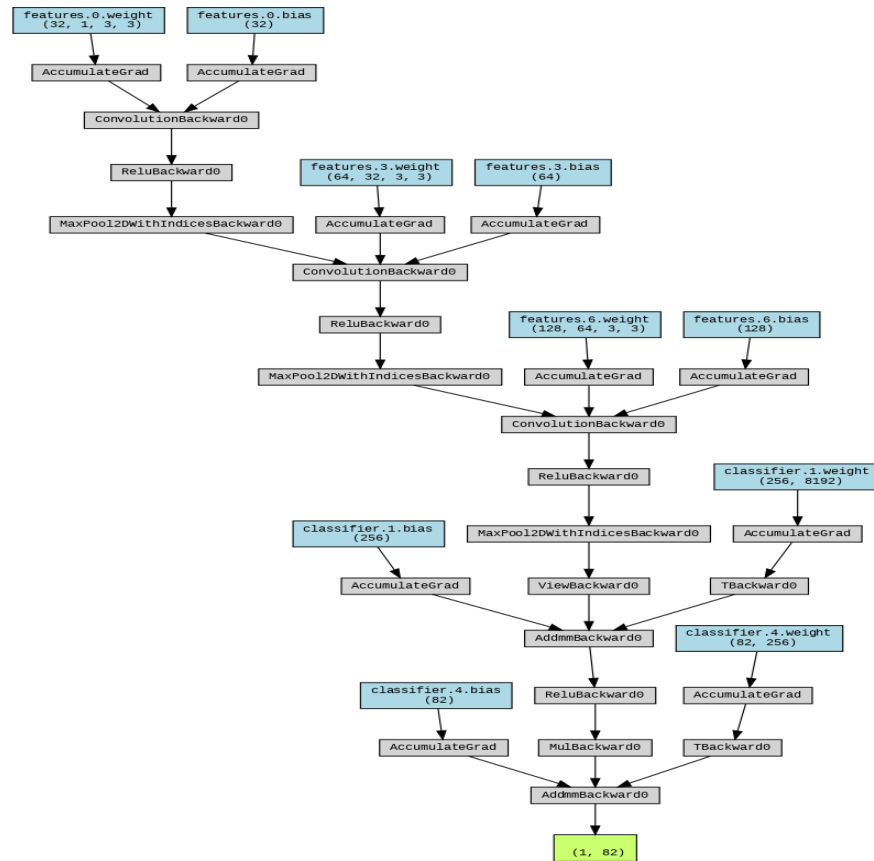 features.0.weight
(32, 1, 3, 3)
features.0.bias
(32)
AccumulateGrad
AccumulateGrad
ConvolutionBackward0
ReluBackward0
features.3.weight
(64, 32, 3, 3)
features.3.bias
(64)
MaxPool2DWithIndicesBackward0
AccumulateGrad
AccumulateGrad
ConvolutionBackward0
ReluBackward0
features.6.weight
(128, 64, 3, 3)
features.6.bias
(128)
MaxPool2DWithIndicesBackward0
AccumulateGrad
AccumulateGrad
ConvolutionBackward0
ReluBackward0
classifier.1.weight
(256, 8192)
classifier.1.bias
(256)
MaxPool2DWithIndicesBackward0
AccumulateGrad
AccumulateGrad
ViewBackward0
TBackward0
AddmmBackward0
classifier.4.weight
(82, 256)
classifier.4.bias
(82)
ReluBackward0
AccumulateGrad
AccumulateGrad
MulBackward0
TBackward0
AddmmBackward0
(1, 82)